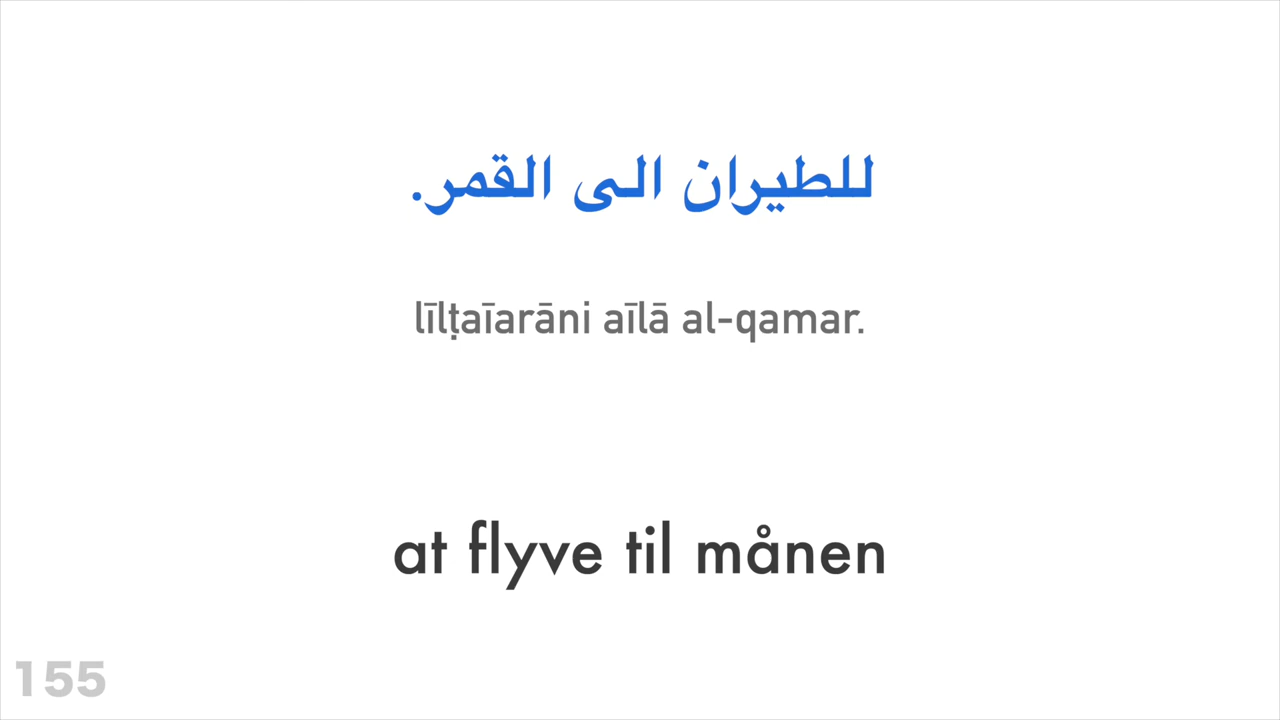 للطيران الى القمر.
līlṭaīarāni aīlā al-qamar.
at flyve til månen
155